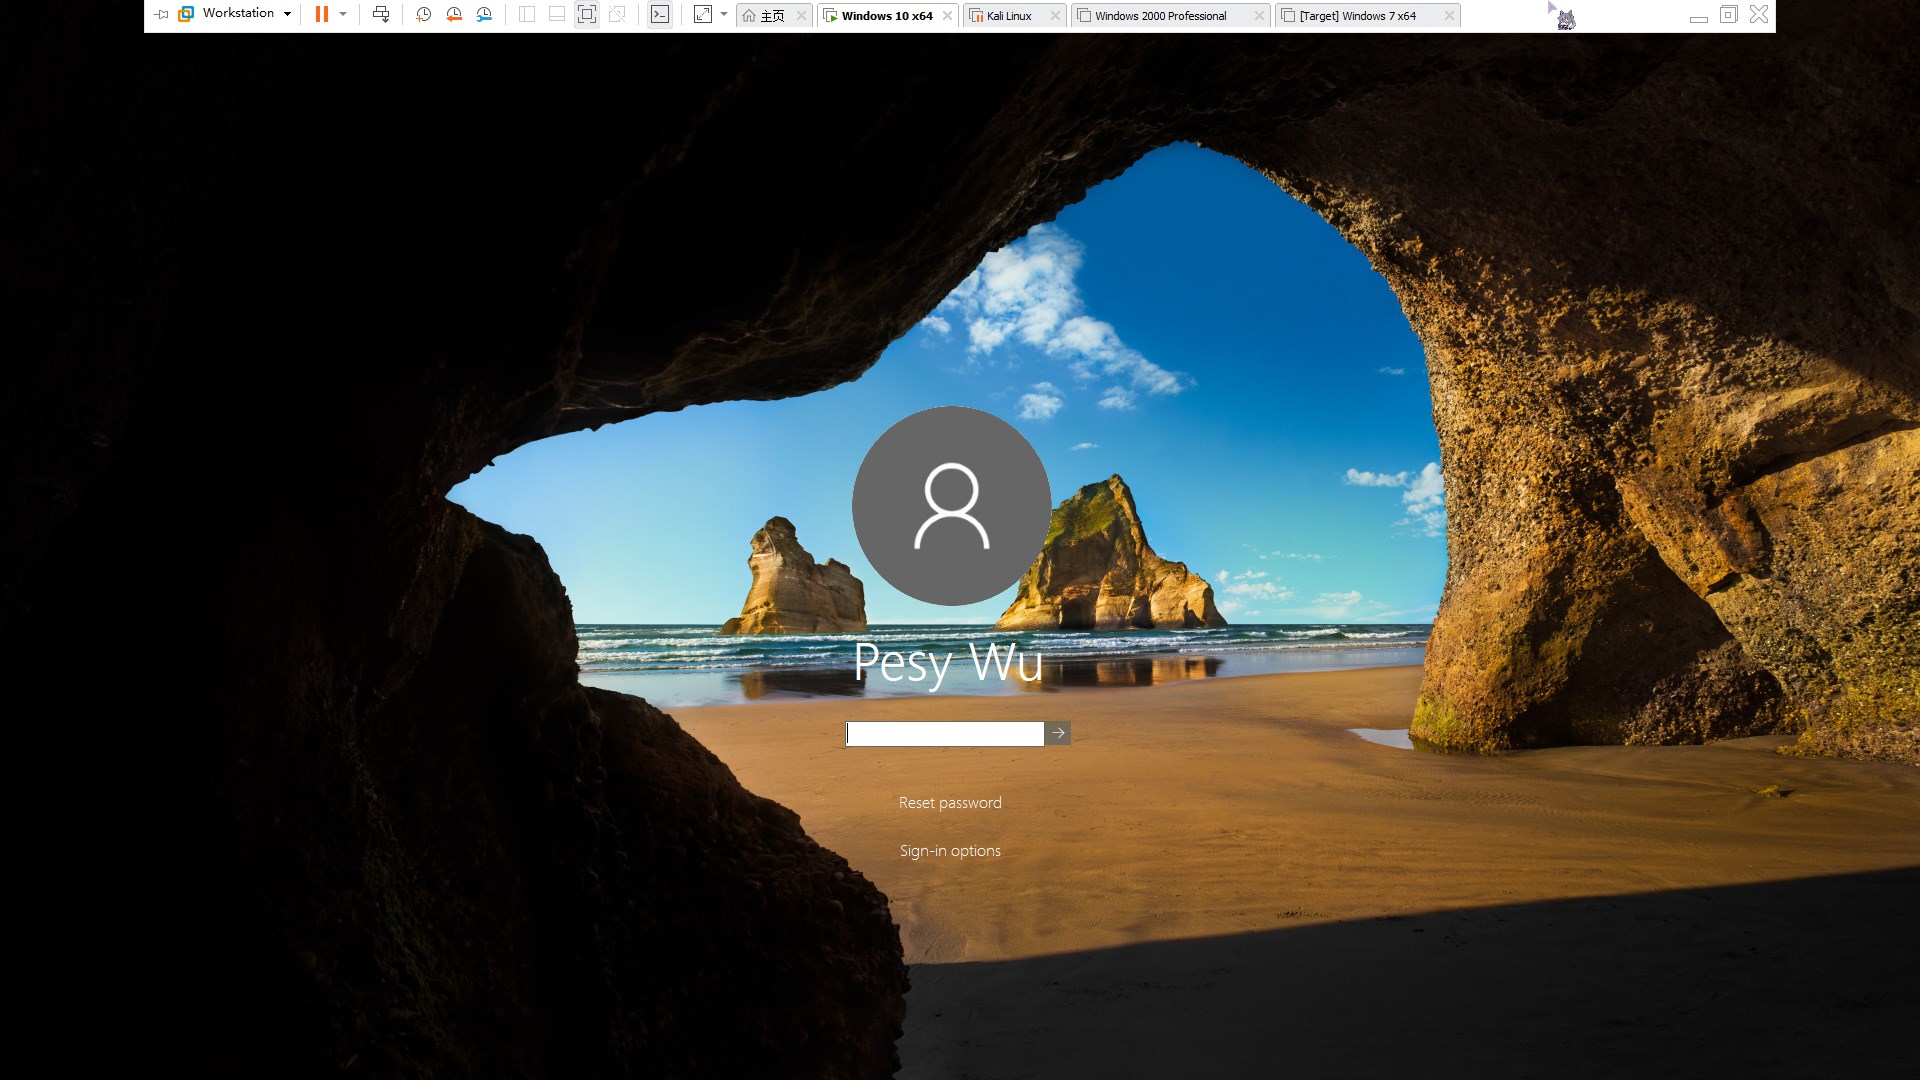 Workstation
主页
Windows 10 x64
Kali Linux
Windows 2000 Professional
[Target] Windows 7 x64
Pesy Wu
Reset password
Sign-in options